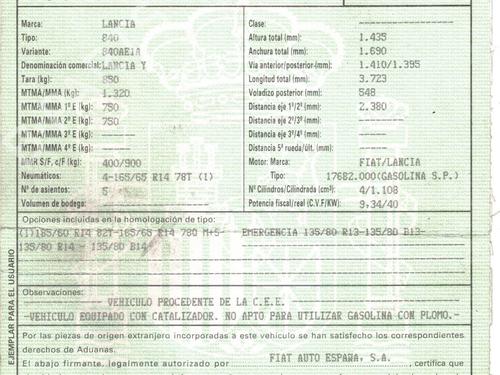 Marca: LANCIA Clase: ------
Tipo: 840 Altura total (mm): 1.435
Variante: 840AE1A Anchura total (mm): 1.690
Denominación comercial: LANCIA Y Vía anterior/posterior (mm): 1.410/1.395
Tara (kg): 850 Longitud total (mm): 3.723
MTMA/MMA (Kg): 1.320 Voladizo posterior (mm): 548
MTMA/MMA 1º E (kg): 750 Distancia eje 1º/2º (mm): 2.380
MTMA/MMA 2º E (kg): 750 Distancia eje 2º/3º (mm): ------
MTMA/MMA 3º E (kg): ------ Distancia eje 3º/4º (mm): ------
MTMA/MMA 4º E (kg): ------ Distancia 5ª rueda/últ. (mm): ------
MMR S/F, c/F (kg): 400/900 Motor: Marca: FIAT/LANCIA
Neumáticos: 4-165/65 R14 78T (1) Tipo: 17682.000(GASOLINA S.P.)
Nº de asientos: 5 Nº Cilindros/Cilindrada (cm³): 4/1.108
Volumen de bodega: ------ Potencia fiscal/real (C.V.F/KW): 9,34/40
Opciones incluidas en la homologación de tipo:
(1)185/60 R14 82T-165/65 R14 78Q M+S- EMERGENCIA 135/80 R13-135/80 B13-
135/80 R14 - 135/80 B14-
Observaciones:
------VEHICULO PROCEDENTE DE LA C.E.E.------
-VEHICULO EQUIPADO CON CATALIZADOR. NO APTO PARA UTILIZAR GASOLINA CON PLOMO.-
Por las piezas de origen extranjero incorporadas a este vehículo se han satisfecho los correspondientes
derechos de Aduanas.
El abajo firmante, legalmente autorizado por FIAT AUTO ESPAÑA, S.A. , certifica que
EJEMPLAR PARA EL USUARIO